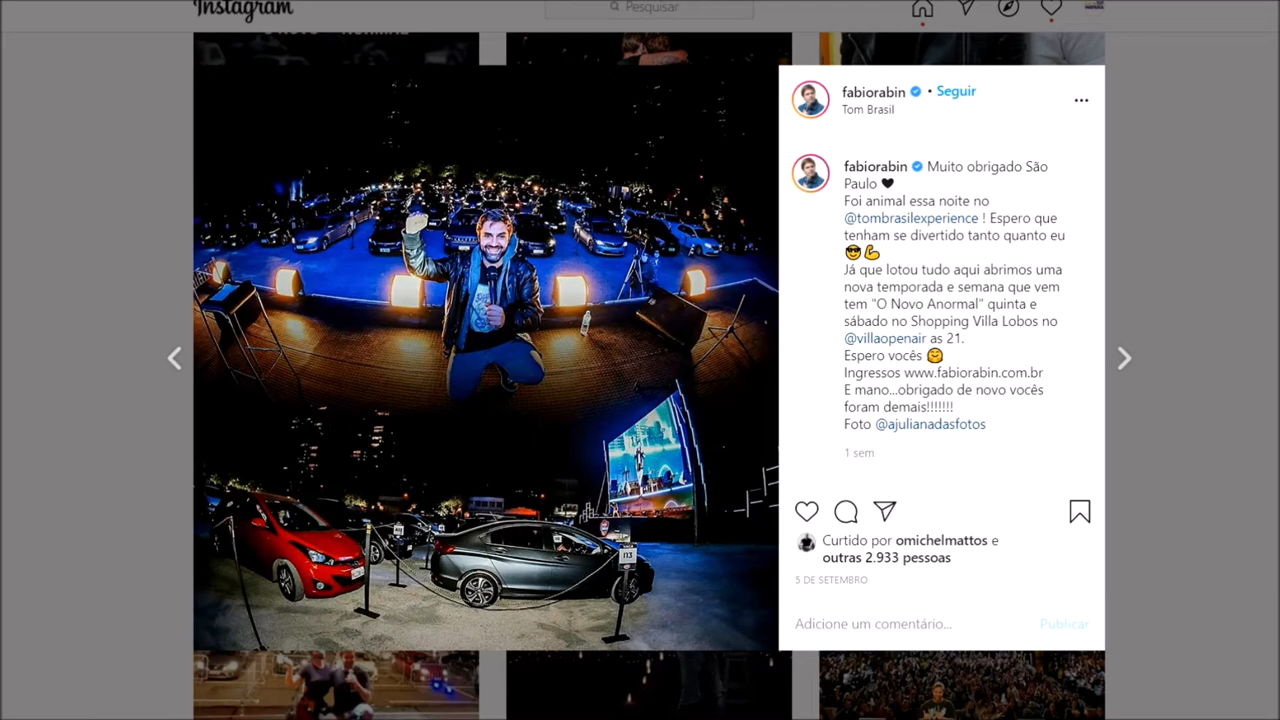 Instagram
Pesquisar
fabiorabin • Seguir
Tom Brasil
fabiorabin Muito obrigado São
Paulo 🖤
Foi animal essa noite no
@tombrasilexperience ! Espero que
tenham se divertido tanto quanto eu
😎💪
Já que lotou tudo aqui abrimos uma
nova temporada e semana que vem
tem "O Novo Anormal" quinta e
sábado no Shopping Villa Lobos no
@villaopenair as 21.
Espero vocês 🤗
Ingressos www.fabiorabin.com.br
E mano...obrigado de novo vocês
foram demais!!!!!!!
Foto @ajulianadasfotos
1 sem
Curtido por omichelmattos e
outras 2.933 pessoas
5 DE SETEMBRO
Adicione um comentário... Publicar